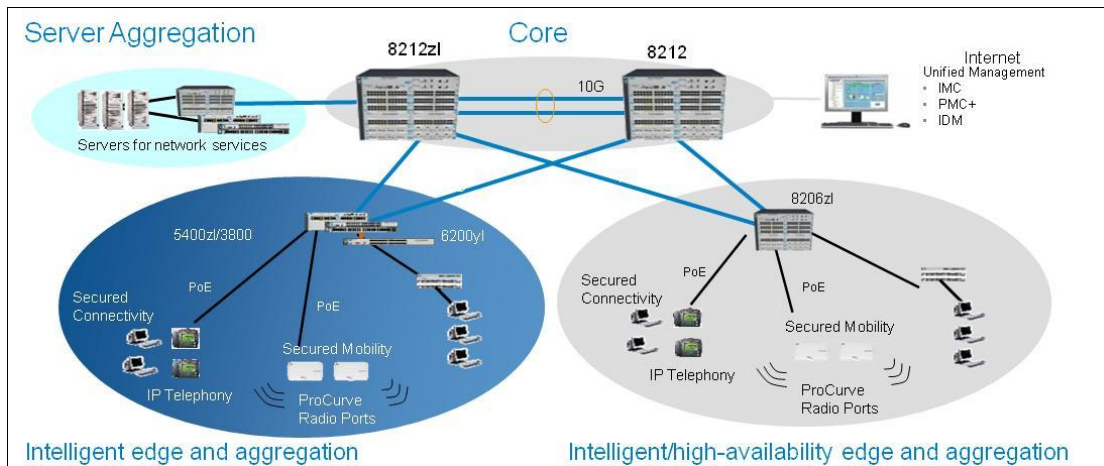 Server Aggregation
Core
8212zl
8212
10G
Internet
Unified Management
▪ IMC
▪ PMC+
▪ IDM
Servers for network services
5400zl/3800
6200yl
PoE
PoE
Secured
Connectivity
Secured Mobility
IP Telephony
ProCurve
Radio Ports
Intelligent edge and aggregation
8206zl
PoE
PoE
Secured
Connectivity
Secured Mobility
IP Telephony
ProCurve
Radio Ports
Intelligent/high-availability edge and aggregation